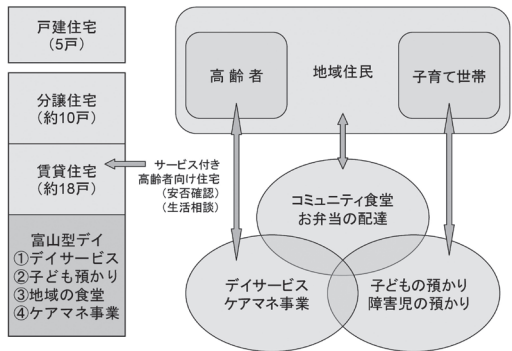 戸建住宅
（5戸）
分譲住宅
（約10戸）
賃貸住宅
（約18戸）
富山型デイ
①デイサービス
②子ども預かり
③地域の食堂
④ケアマネ事業
サービス付き
高齢者向け住宅
（安否確認）
（生活相談）
高齢者
地域住民
子育て世帯
コミュニティ食堂
お弁当の配達
デイサービス
ケアマネ事業
子どもの預かり
障害児の預かり